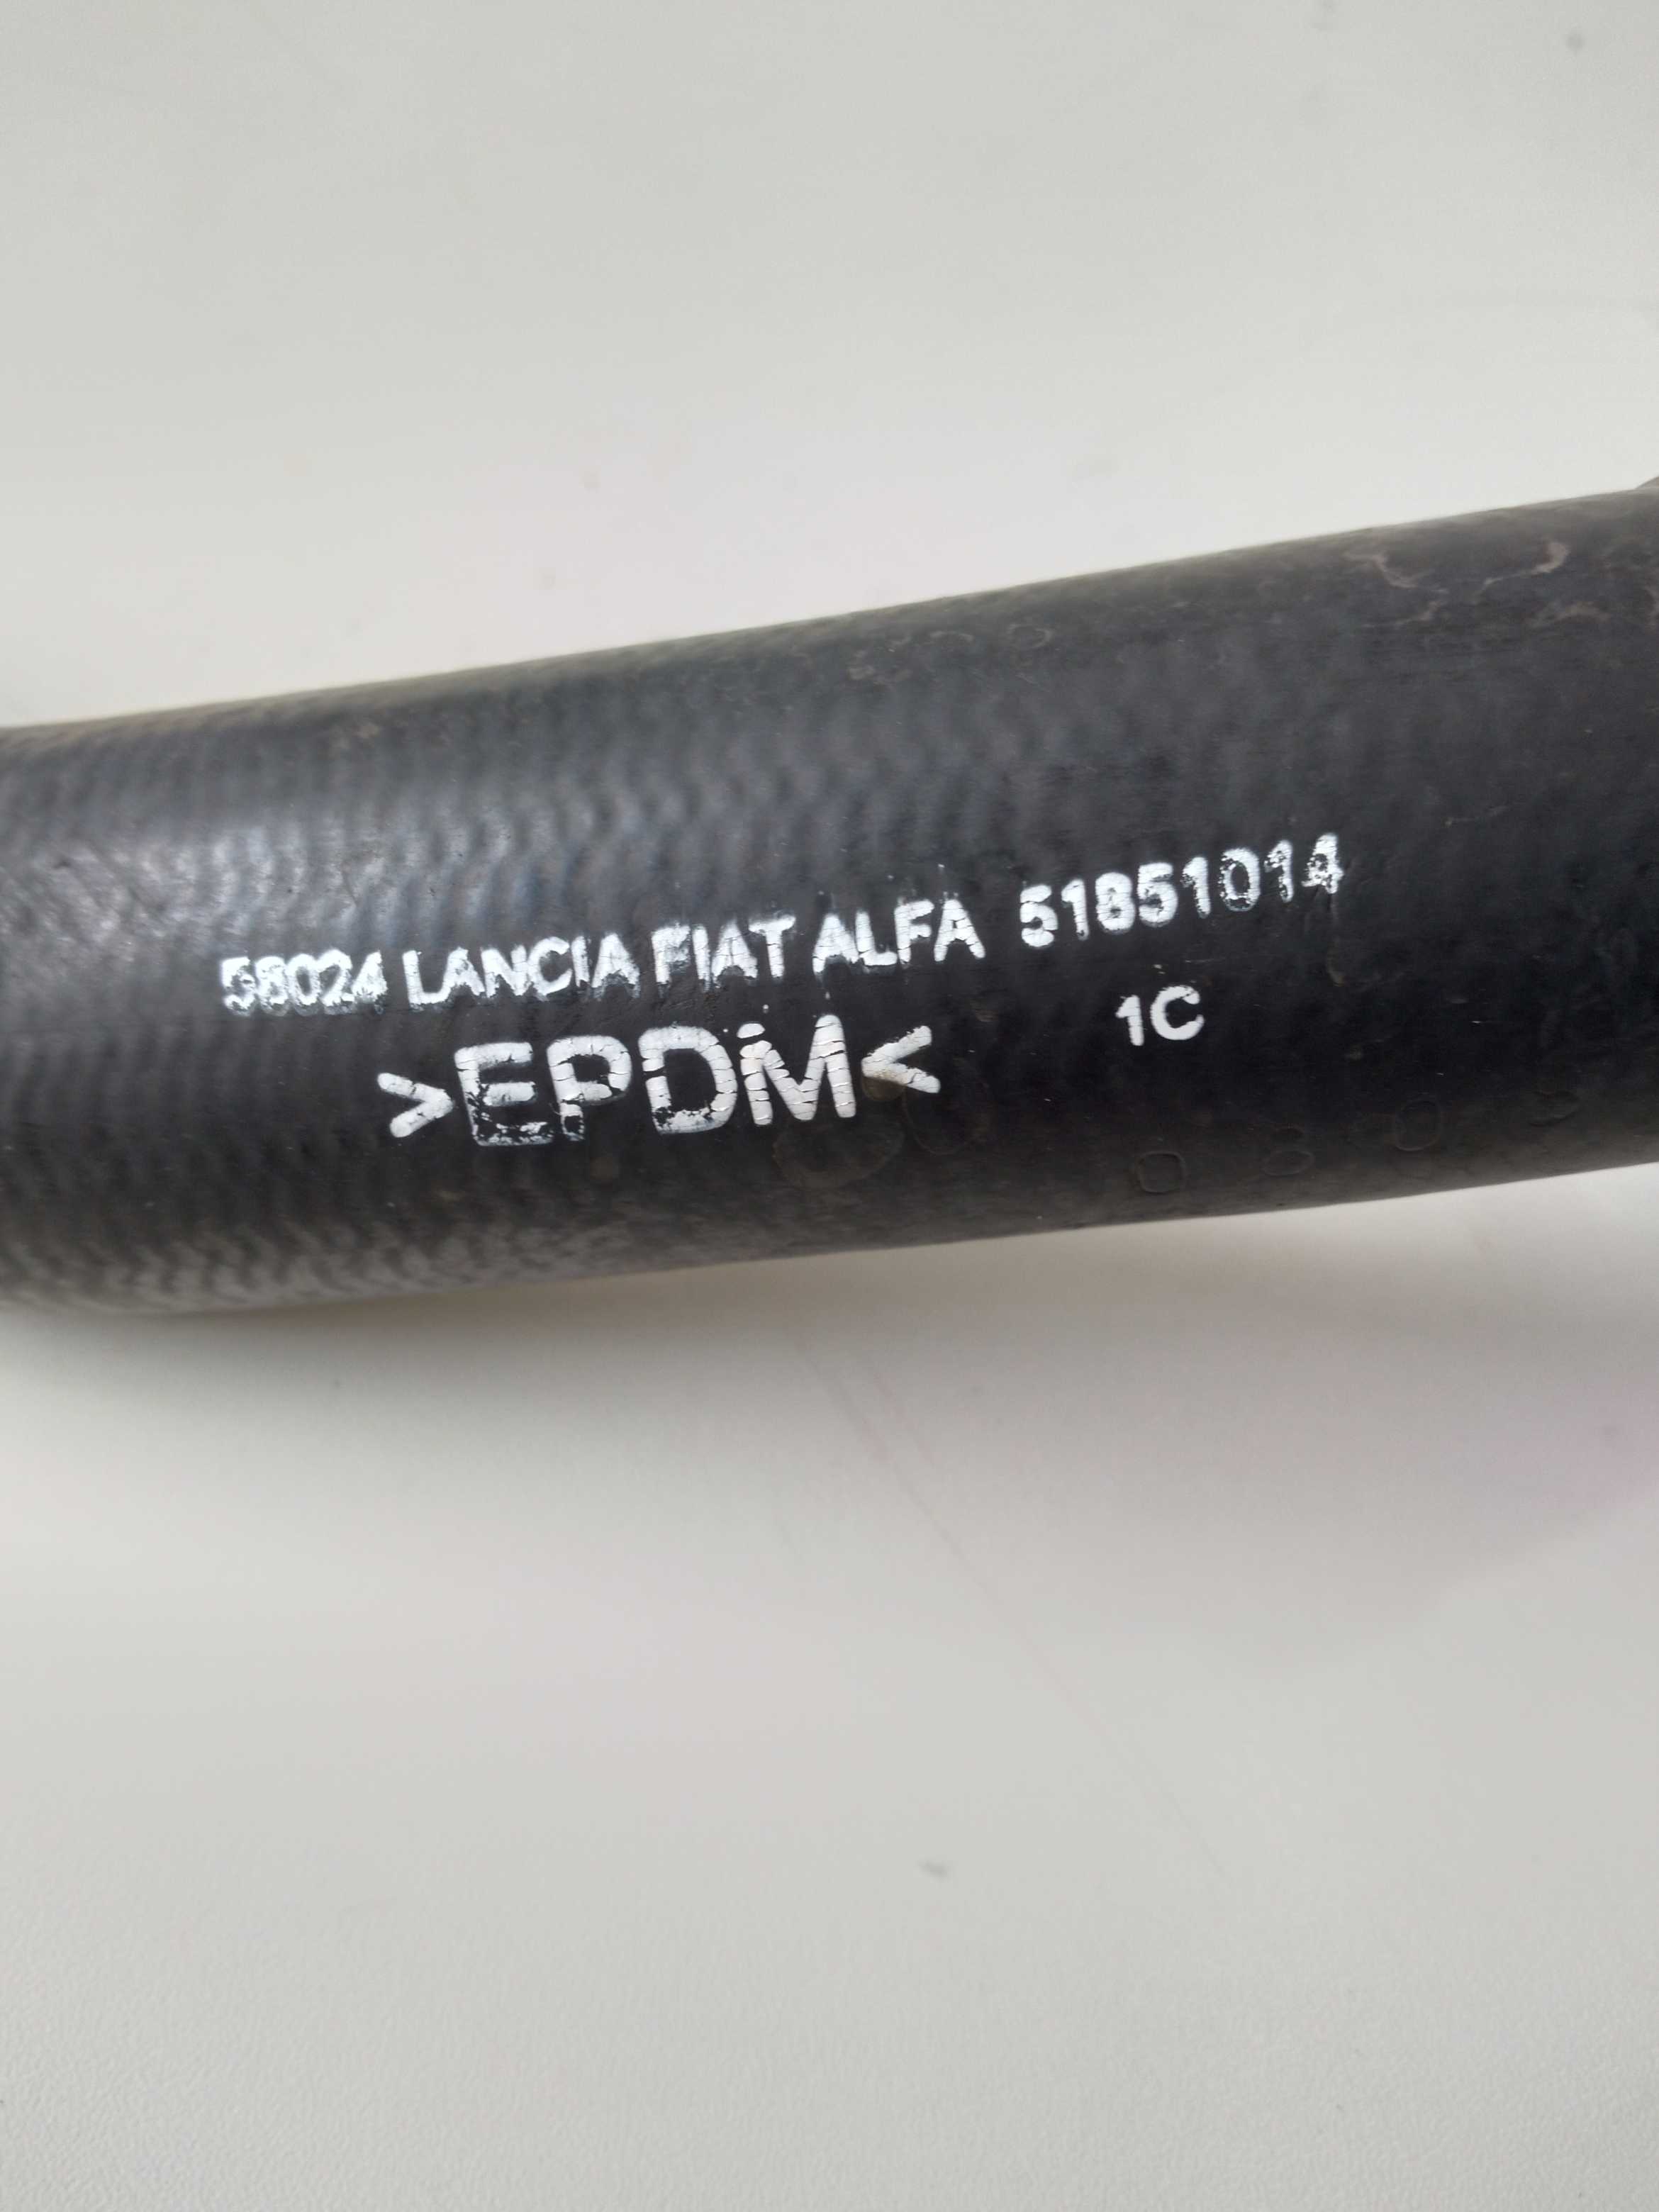 58024 LANCIA FIAT ALFA 51851014
>EPDM< 1C